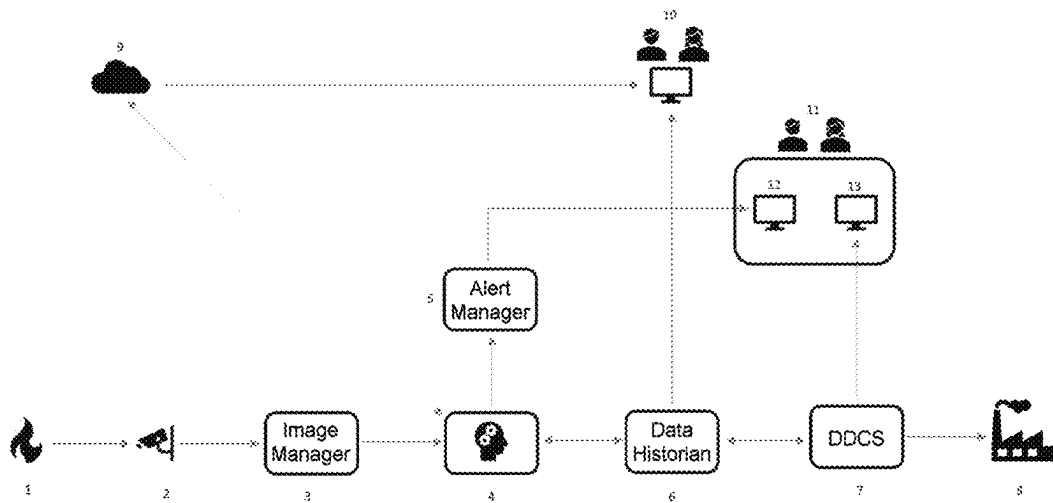 10
9
11
12 13
Alert
5
Manager
Image
Manager
Data
Historian
DDCS
1 2 3 4 6 7 8